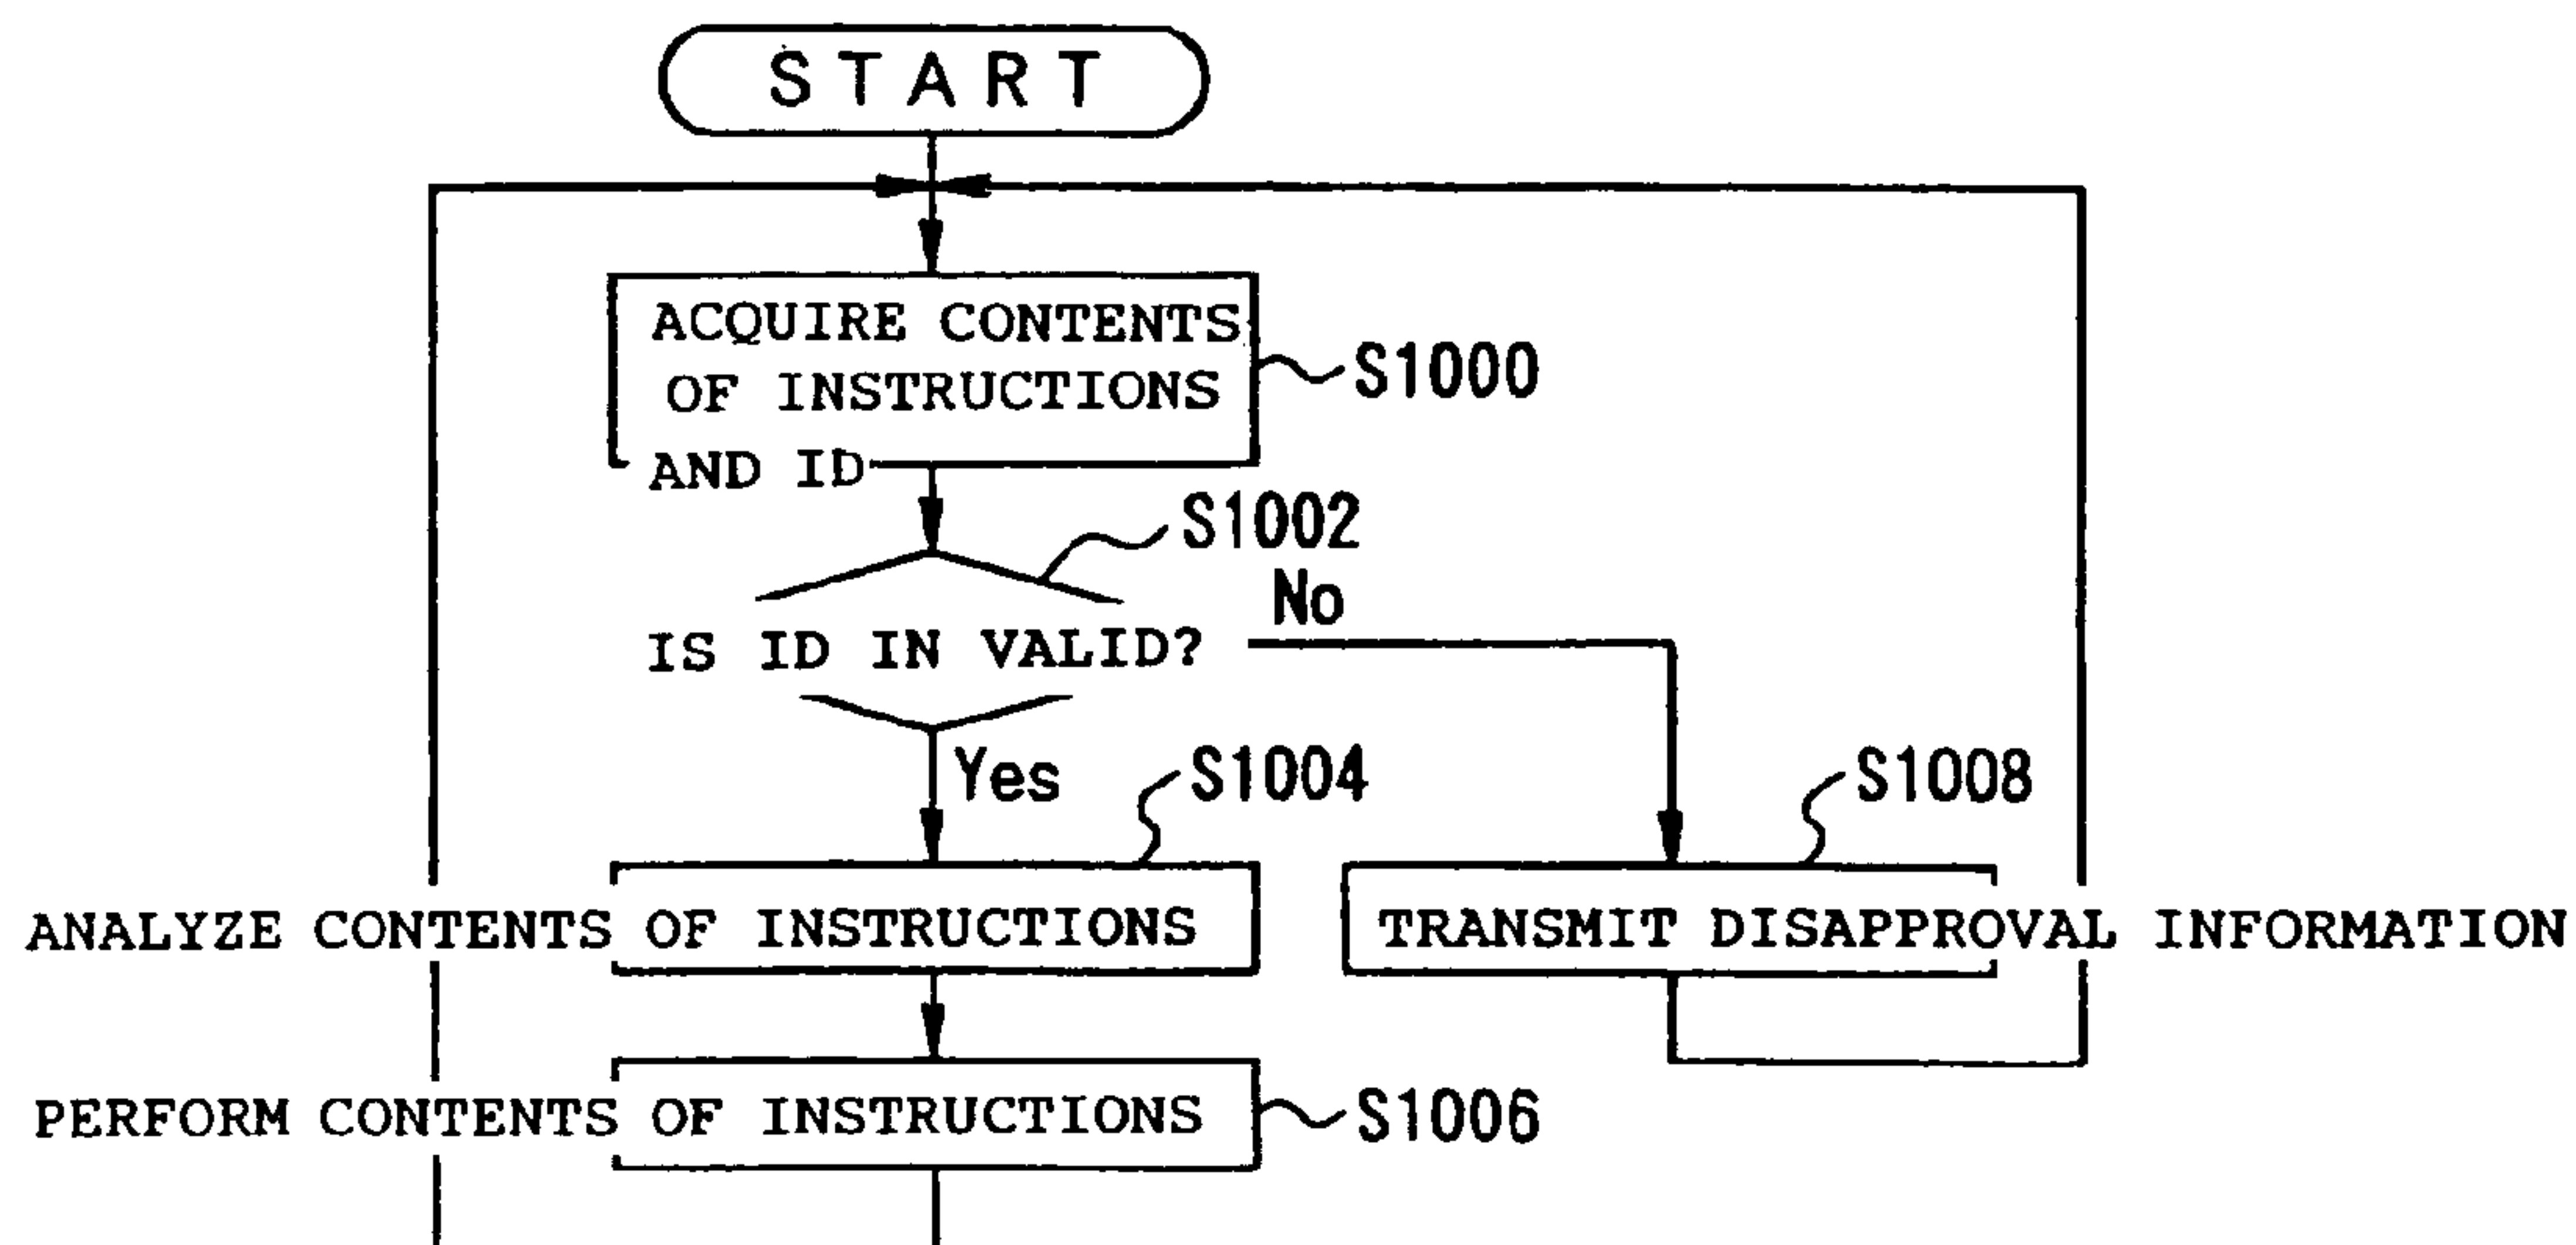 START
ACQUIRE CONTENTS
OF INSTRUCTIONS
AND ID
S1000
S1002
IS ID IN VALID?
No
Yes
S1004
S1008
ANALYZE CONTENTS OF INSTRUCTIONS
TRANSMIT DISAPPROVAL INFORMATION
PERFORM CONTENTS OF INSTRUCTIONS
S1006